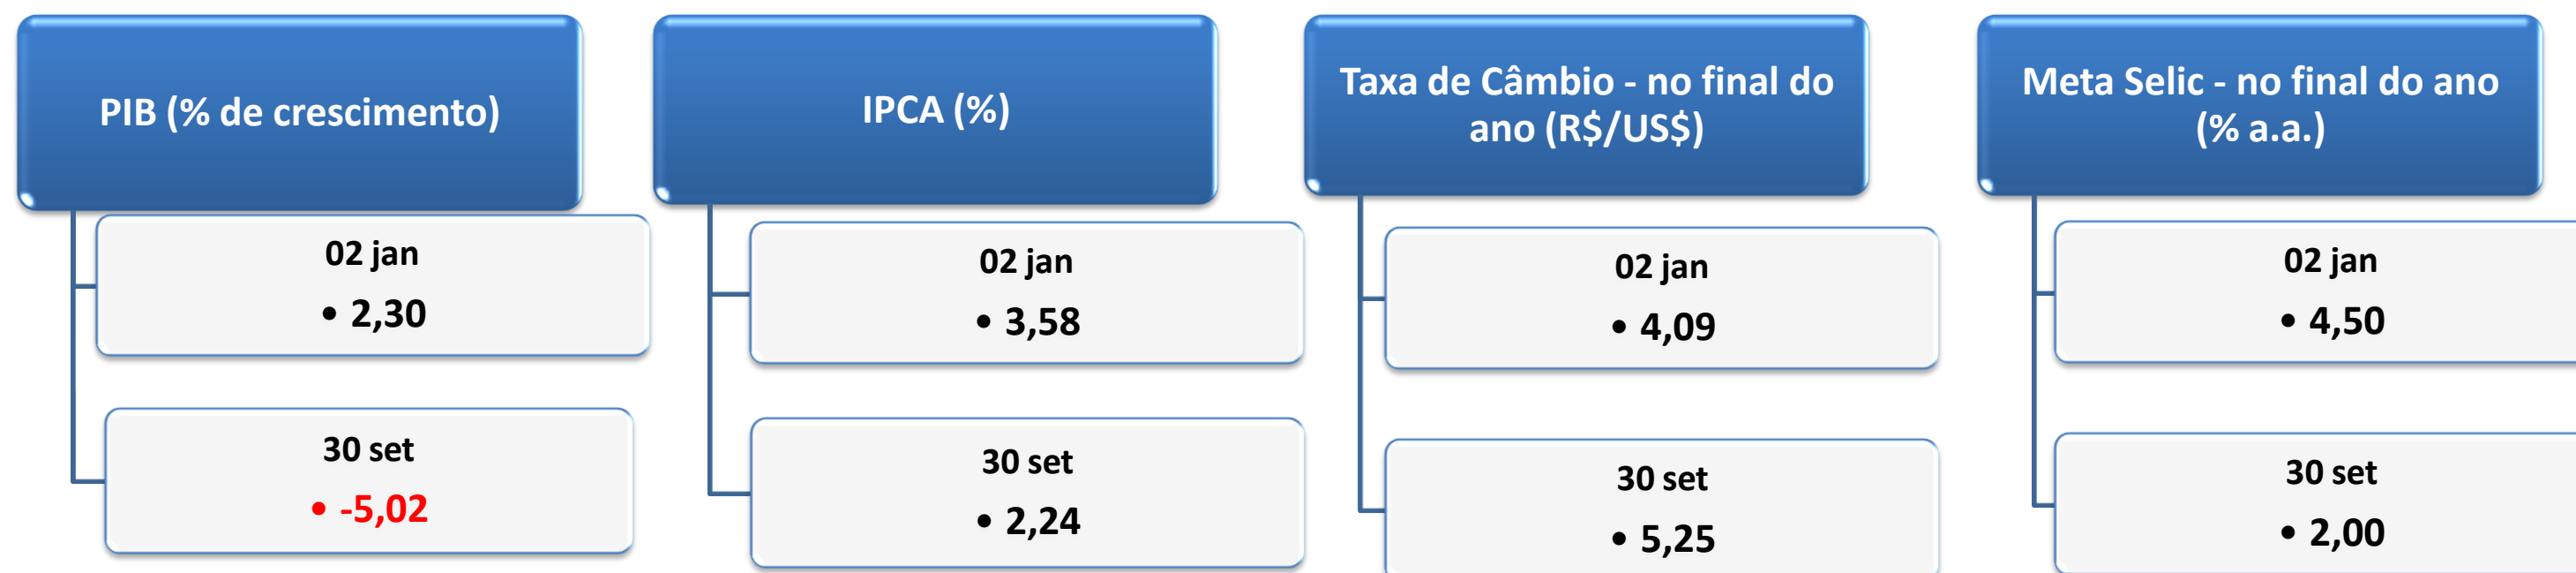 PIB (% de crescimento)
02 jan
• 2,30
30 set
• -5,02
IPCA (%)
02 jan
• 3,58
30 set
• 2,24
Taxa de Câmbio - no final do
ano (R$/US$)
02 jan
• 4,09
30 set
• 5,25
Meta Selic - no final do ano
(% a.a.)
02 jan
• 4,50
30 set
• 2,00